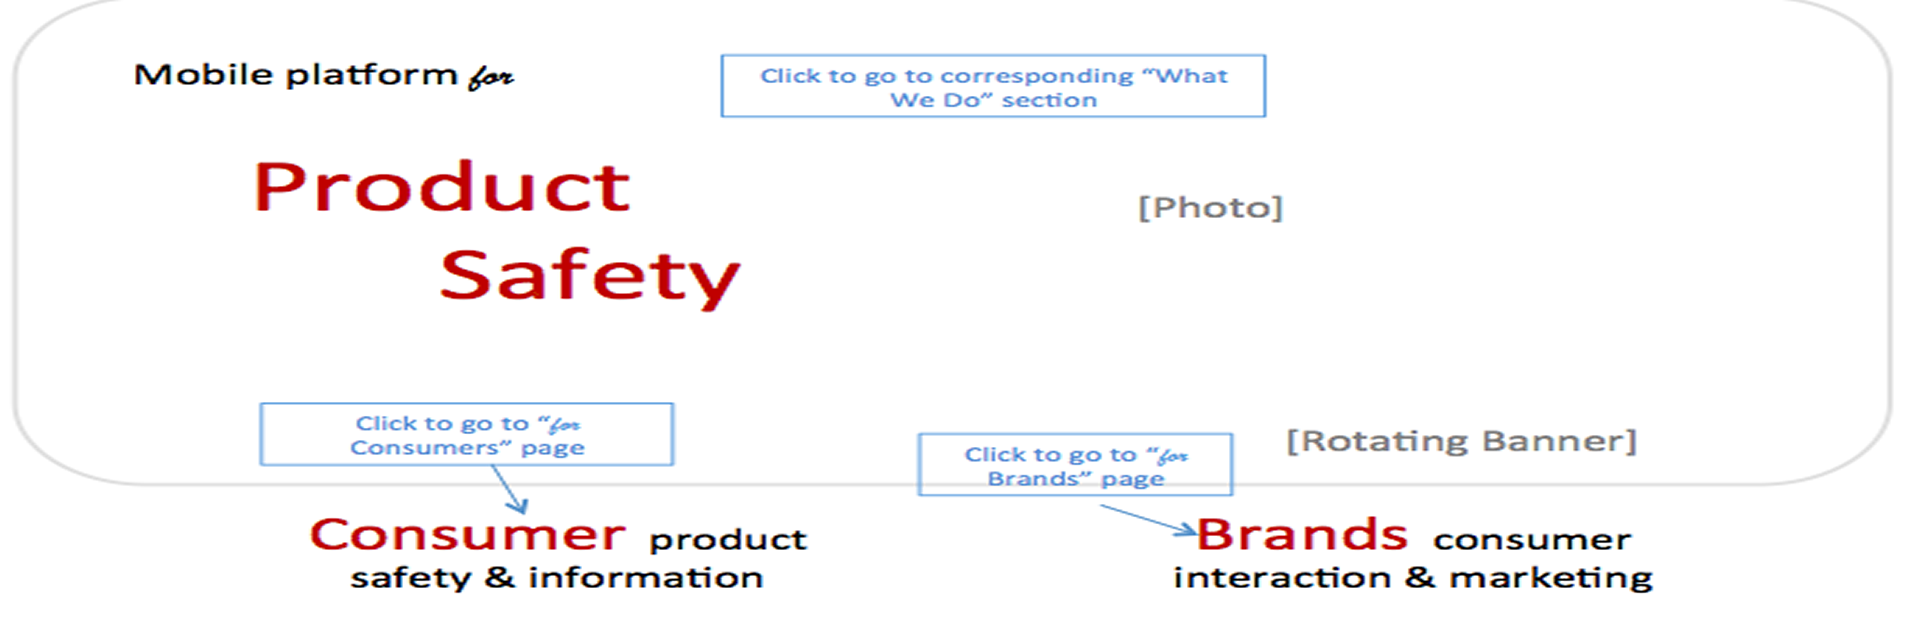 Mobile platform for
Click to go to corresponding “What
We Do” section
Product
Safety
[Photo]
Click to go to “for
Consumers” page
Click to go to “for
Brands” page
[Rotating Banner]
Consumer product
safety & information
Brands consumer
interaction & marketing